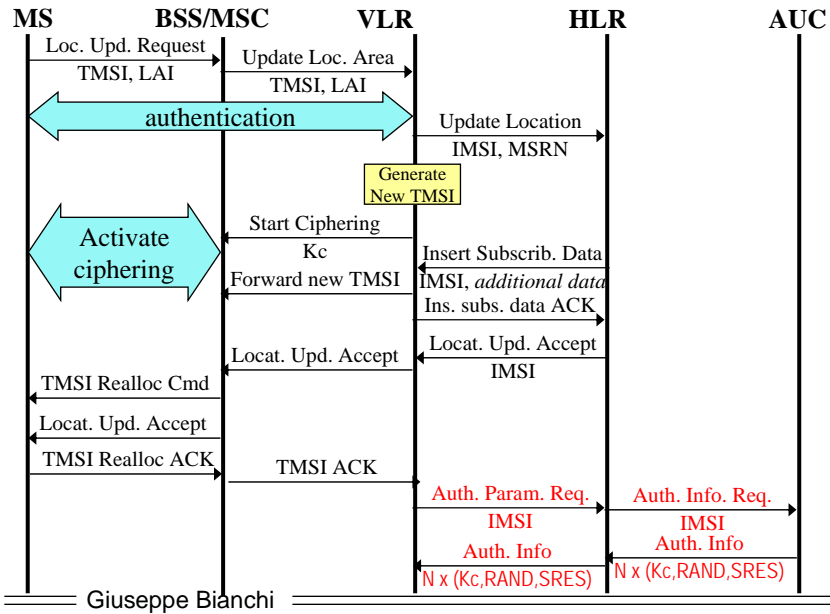 MS BSS/MSC VLR HLR AUC
Loc. Upd. Request
TMSI, LAI
Update Loc. Area
TMSI, LAI
authentication
Update Location
IMSI, MSRN
Generate
New TMSI
Start Ciphering
Kc
Activate
ciphering
Insert Subscrib. Data
IMSI, additional data
Forward new TMSI
Ins. subs. data ACK
Locat. Upd. Accept
IMSI
Locat. Upd. Accept
TMSI Realloc Cmd
Locat. Upd. Accept
TMSI Realloc ACK
TMSI ACK
Auth. Param. Req.
IMSI
Auth. Info. Req.
IMSI
Auth. Info
N x (Kc,RAND,SRES)
Auth. Info
N x (Kc,RAND,SRES)
Giuseppe Bianchi